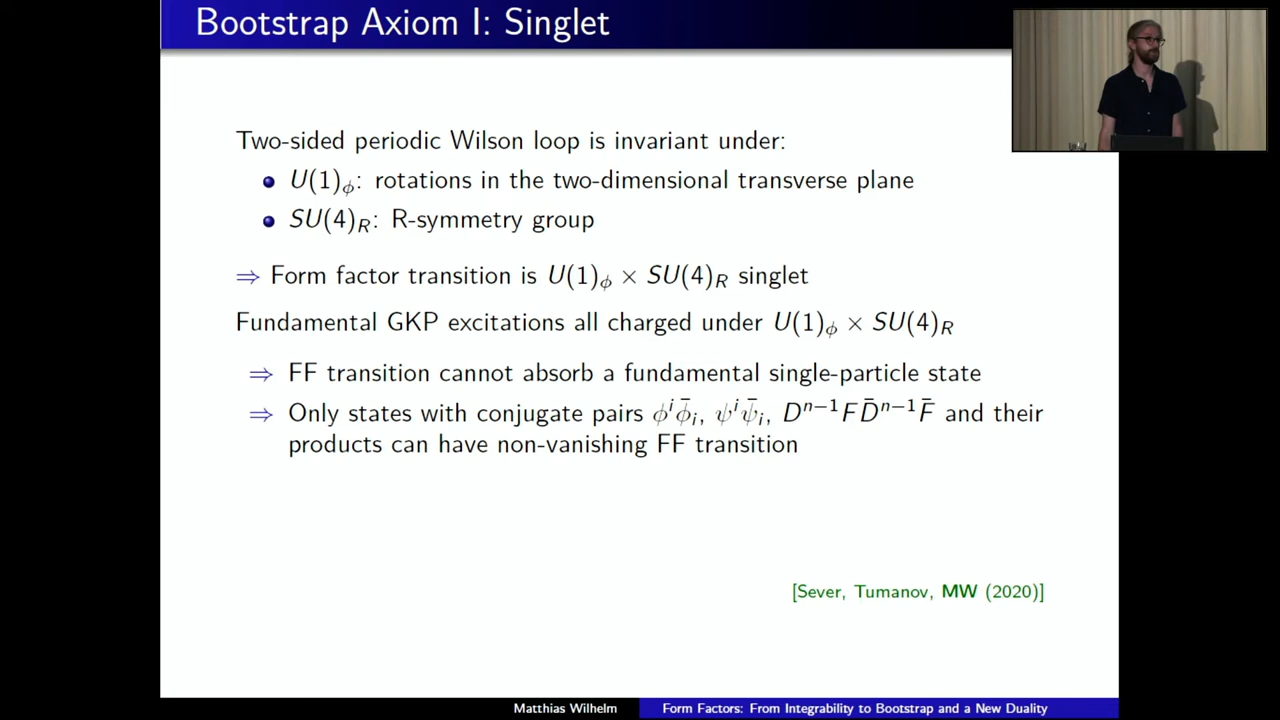 Bootstrap Axiom I: Singlet
Two-sided periodic Wilson loop is invariant under:
U(1)_ϕ: rotations in the two-dimensional transverse plane
SU(4)_R: R-symmetry group
⇒ Form factor transition is U(1)_ϕ × SU(4)_R singlet
Fundamental GKP excitations all charged under U(1)_ϕ × SU(4)_R
⇒ FF transition cannot absorb a fundamental single-particle state
⇒ Only states with conjugate pairs ϕ^i ϕ̄_i, ψ^i ψ̄_i, D^{n−1}FD̄^{n−1}F̄ and their
products can have non-vanishing FF transition
[Sever, Tumanov, MW (2020)]
Matthias Wilhelm Form Factors: From Integrability to Bootstrap and a New Duality